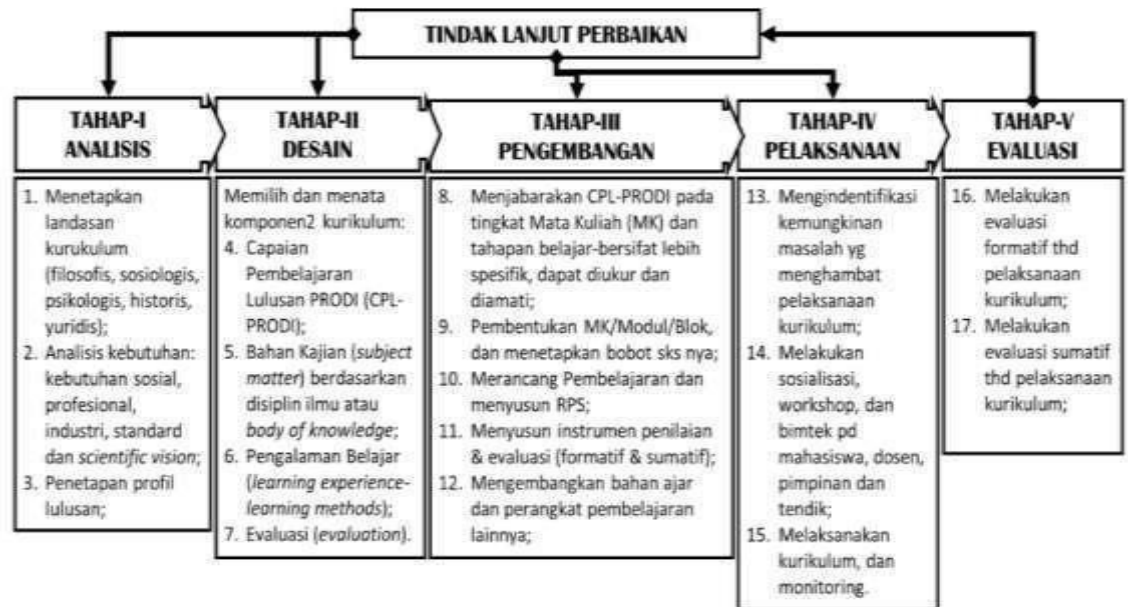 TINDAK LANJUT PERBAIKAN
TAHAP-I
ANALISIS
TAHAP-II
DESAIN
TAHAP-III
PENGEMBANGAN
TAHAP-IV
PELAKSANAAN
TAHAP-V
EVALUASI
1. Menetapkan
landasan
kurukulum
(filosofis, sosiologis,
psikologis, historis,
yuridis);
2. Analisis kebutuhan:
kebutuhan sosial,
profesional,
industri, standard
dan scientific vision;
3. Penetapan profil
lulusan;
Memilih dan menata
komponen2 kurikulum:
4. Capaian
Pembelajaran
Lulusan PRODI (CPL-
PRODI);
5. Bahan Kajian (subject
matter) berdasarkan
disiplin ilmu atau
body of knowledge;
6. Pengalaman Belajar
(learning experience-
learning methods);
7. Evaluasi (evaluation).
8. Menjabarakan CPL-PRODI pada
tingkat Mata Kuliah (MK) dan
tahapan belajar-bersifat lebih
spesifik, dapat diukur dan
diamati;
9. Pembentukan MK/Modul/Blok,
dan menetapkan bobot sks nya;
10. Merancang Pembelajaran dan
menyusun RPS;
11. Menyusun instrumen penilaian
& evaluasi (formatif & sumatif);
12. Mengembangkan bahan ajar
dan perangkat pembelajaran
lainnya;
13. Mengindentifikasi
kemungkinan
masalah yg
menghambat
pelaksanaan
kurikulum;
14. Melakukan
sosialisasi,
workshop, dan
bimtek pd
mahasiswa, dosen,
pimpinan dan
tendik;
15. Melaksanakan
kurikulum, dan
monitoring.
16. Melakukan
evaluasi
formatif thd
pelaksanaan
kurikulum;
17. Melakukan
evaluasi sumatif
thd pelaksanaan
kurikulum;